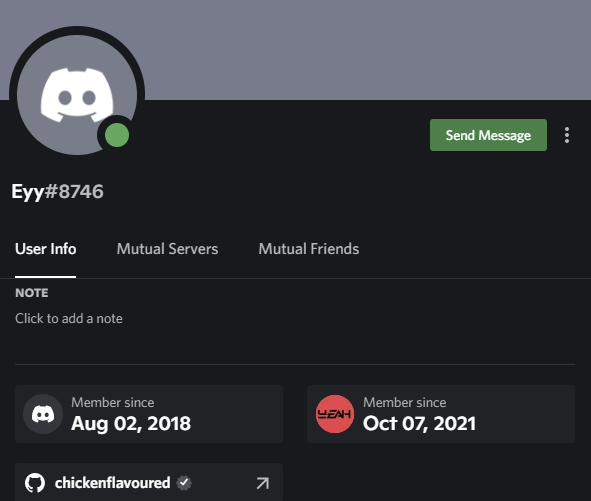 Send Message
Eyy#8746
User Info Mutual Servers Mutual Friends
NOTE
Click to add a note
Member since
Aug 02, 2018
YEAH
Member since
Oct 07, 2021
chickenflavoured